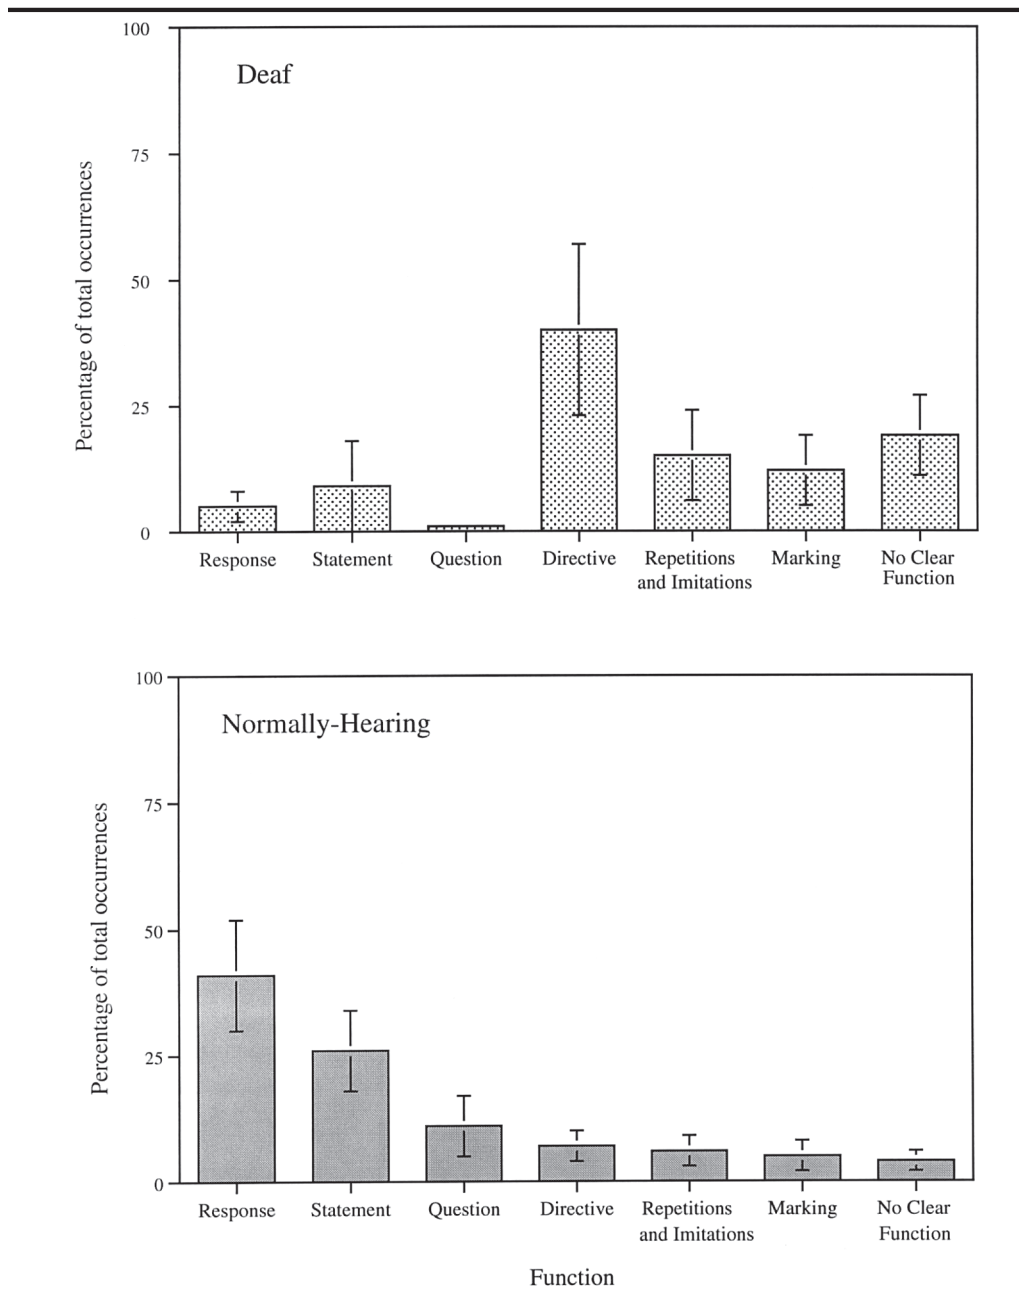 100
Deaf
75
50
25
0
Percentage of total occurrences
Response Statement Question Directive Repetitions Marking No Clear
and Imitations Function
100
Normally-Hearing
75
50
25
0
Percentage of total occurrences
Response Statement Question Directive Repetitions Marking No Clear
and Imitations Function
Function